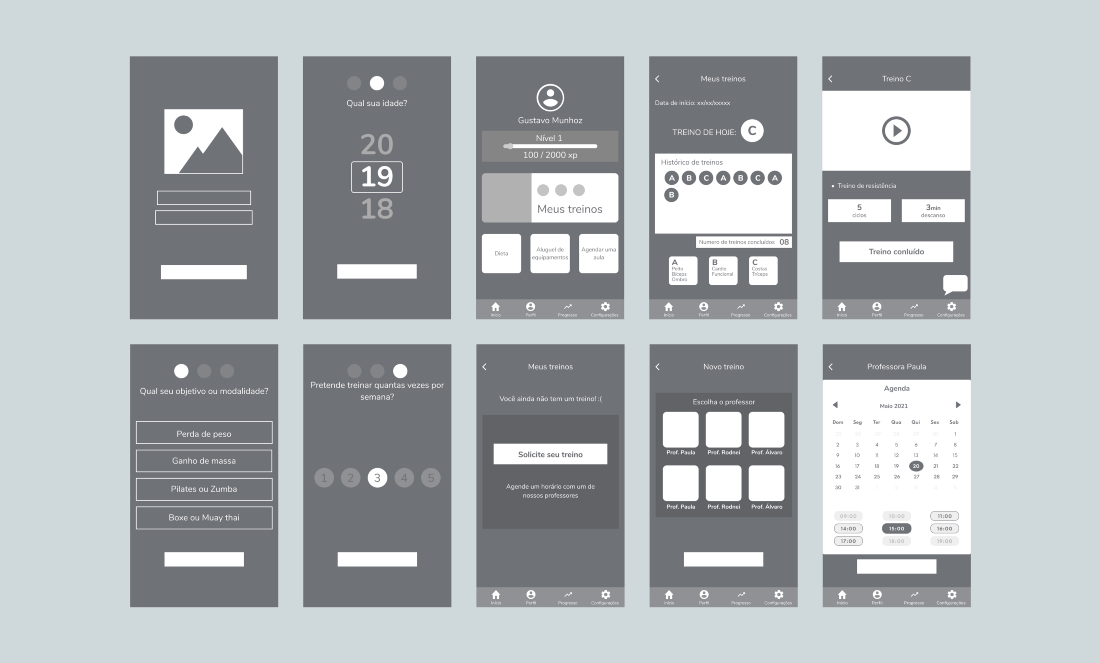 Qual sua idade?
20
19
18
Gustavo Munhoz
Nível 1
100 / 2000 xp
Meus treinos
Dieta
Aluguel de
equipamentos
Agendar uma
aula
Início
Perfil
Progresso
Configurações
Meus treinos
Data de início: xx/xx/xxxxx
TREINO DE HOJE: C
Histórico de treinos
A B C A B C A
B
Numero de treinos concluídos 08
A
Peito
Bíceps
Ombro
B
Cardio
Funcional
C
Costas
Tríceps
Início
Perfil
Progresso
Configurações
Treino C
• Treino de resistência
5
ciclos
3min
descanso
Treino conluído
Início
Perfil
Progresso
Configurações
Qual seu objetivo ou modalidade?
Perda de peso
Ganho de massa
Pilates ou Zumba
Boxe ou Muay thai
Pretende treinar quantas vezes por
semana?
1 2 3 4 5
Meus treinos
Você ainda não tem um treino! :(
Solicite seu treino
Agende um horário com um de
nossos professores
Início
Perfil
Progresso
Configurações
Novo treino
Escolha o professor
Prof. Paula Prof. Rodnei Prof. Álvaro
Prof. Paula Prof. Rodnei Prof. Álvaro
Início
Perfil
Progresso
Configurações
Professora Paula
Agenda
Maio 2021
Dom Seg Ter Qua Qui Sex Sab
1
2 3 4 5 6 7 8
9 10 11 12 13 14 15
16 17 18 19 20 21 22
23 24 25 26 27 28 29
30 31
09:00 10:00 11:00
14:00 15:00 16:00
17:00 18:00 19:00
Início
Perfil
Progresso
Configurações